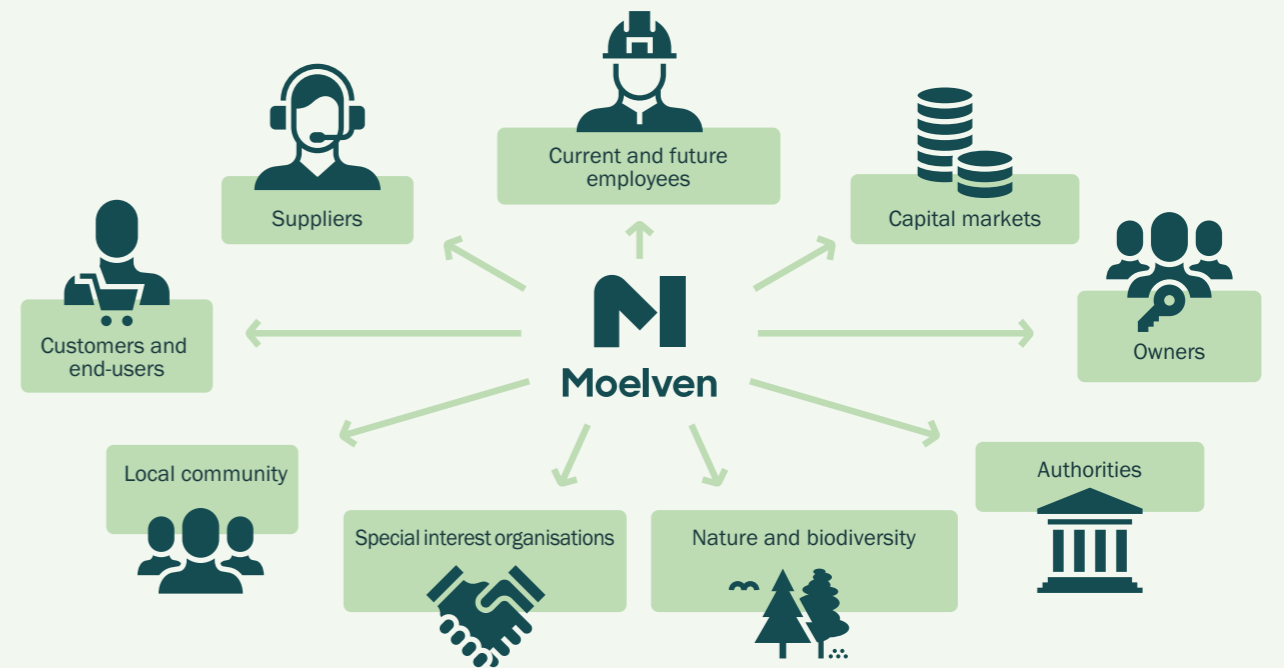 Current and future
employees
Suppliers
Capital markets
Customers and
end-users
Owners
Moelven
Local community
Authorities
Special interest organisations
Nature and biodiversity